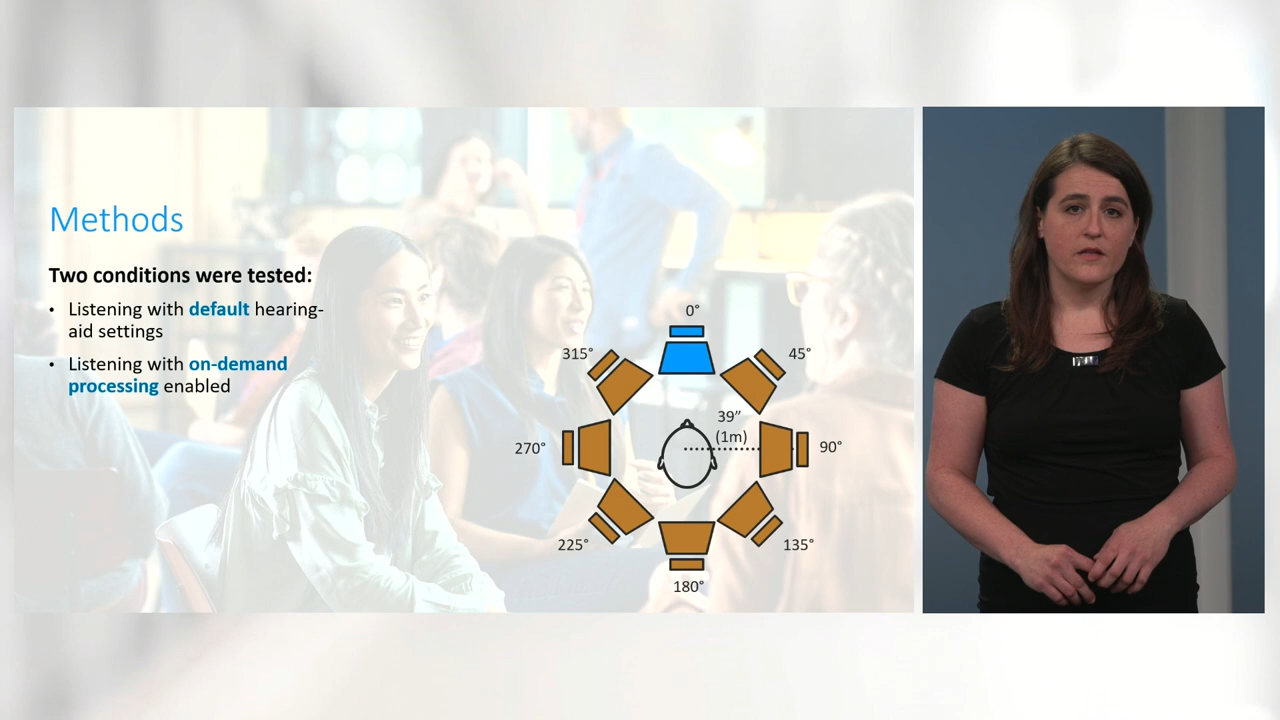 Methods
Two conditions were tested:
• Listening with default hearing-
aid settings
• Listening with on-demand
processing enabled
0°
315°
45°
39”
(1m)
270°
90°
225°
135°
180°